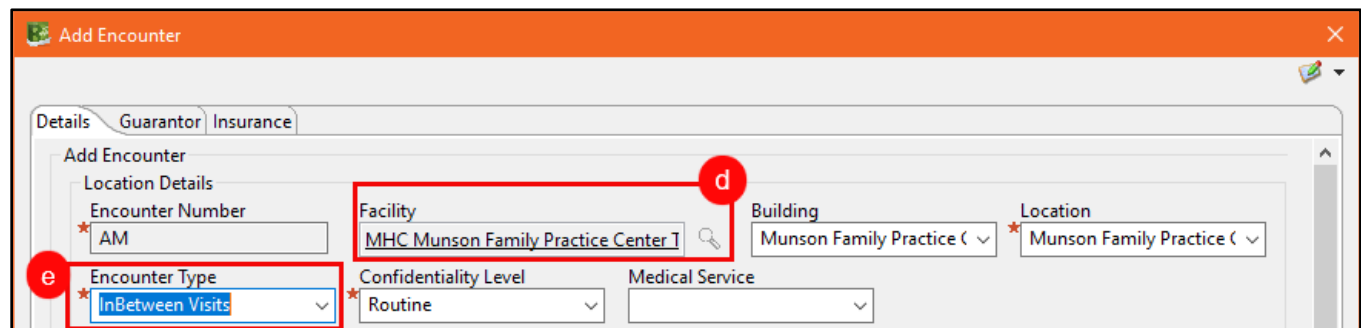 Add Encounter
Details Guarantor Insurance
Add Encounter
Location Details
d
Encounter Number Facility Building Location
* AM MHC Munson Family Practice Center T Munson Family Practice ( * Munson Family Practice (
e
Encounter Type Confidentiality Level Medical Service
* InBetween Visits * Routine